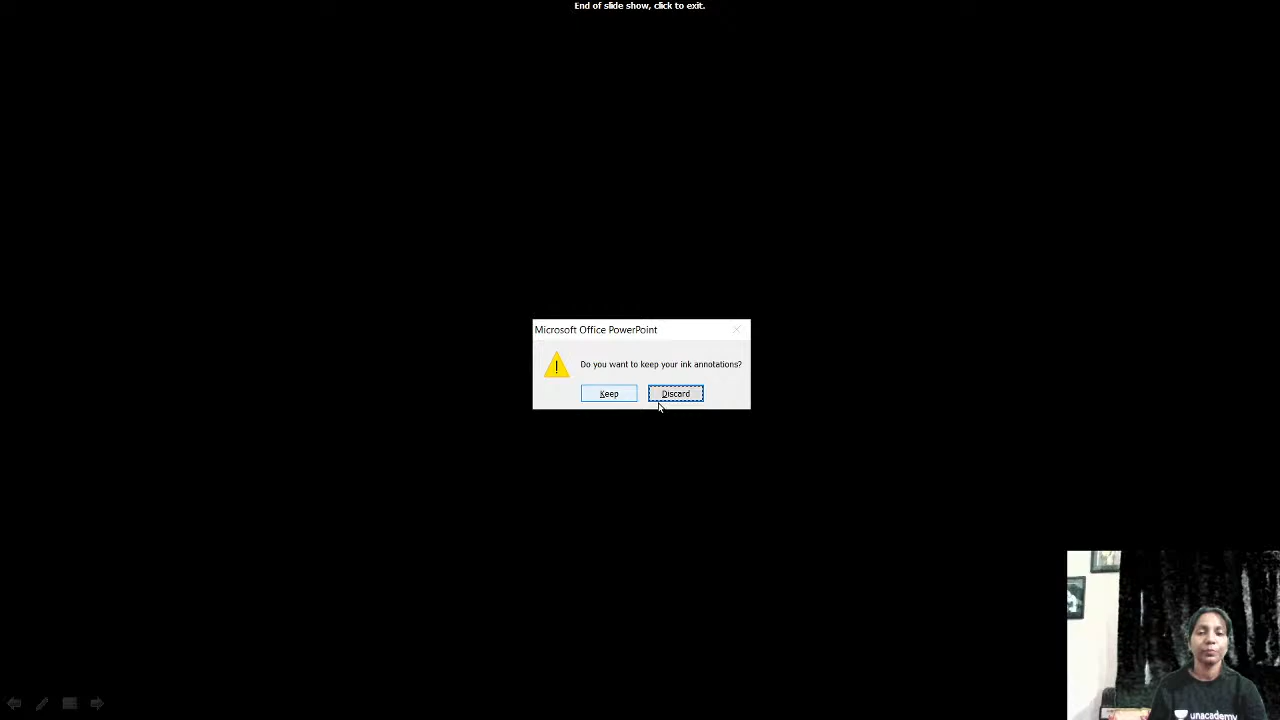 End of slide show, click to exit.
Microsoft Office PowerPoint
Do you want to keep your ink annotations?
Keep
Discard
unacademy